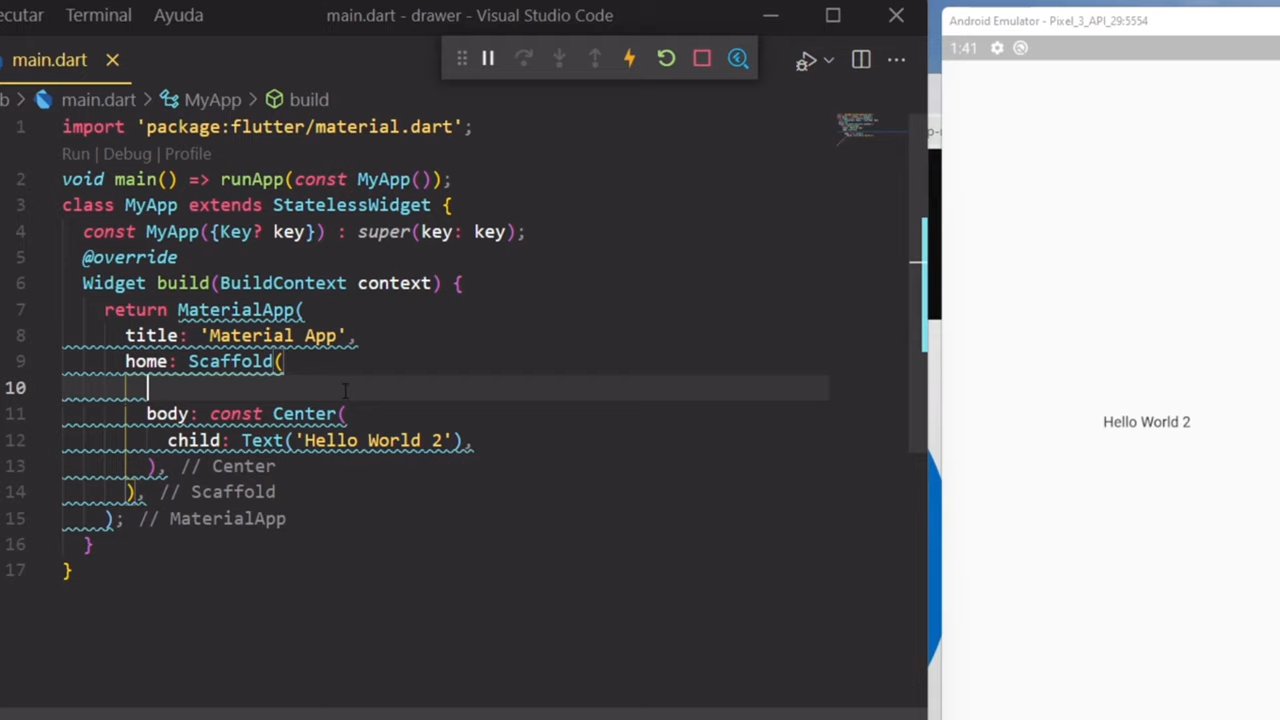 Terminal Ayuda main.dart - drawer - Visual Studio Code
main.dart
main.dart > MyApp > build
1 import 'package:flutter/material.dart';
Run | Debug | Profile
2 void main() => runApp(const MyApp());
3 class MyApp extends StatelessWidget {
4 const MyApp({Key? key}) : super(key: key);
5 @override
6 Widget build(BuildContext context) {
7 return MaterialApp(
8 title: 'Material App',
9 home: Scaffold(
10
11 body: const Center(
12 child: Text('Hello World 2'),
13 ), // Center
14 ), // Scaffold
15 ); // MaterialApp
16 }
17 }
Android Emulator - Pixel_3_API_29:5554
1:41
Hello World 2